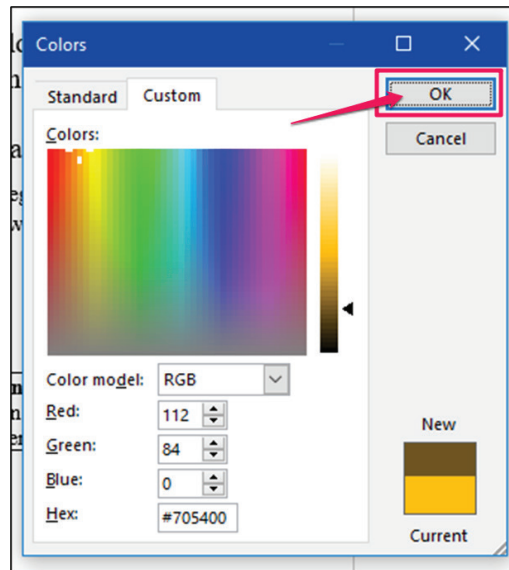 Colors
Standard Custom
OK
Cancel
Colors:
Color model: RGB
Red: 112
Green: 84
Blue: 0
Hex: #705400
New
Current